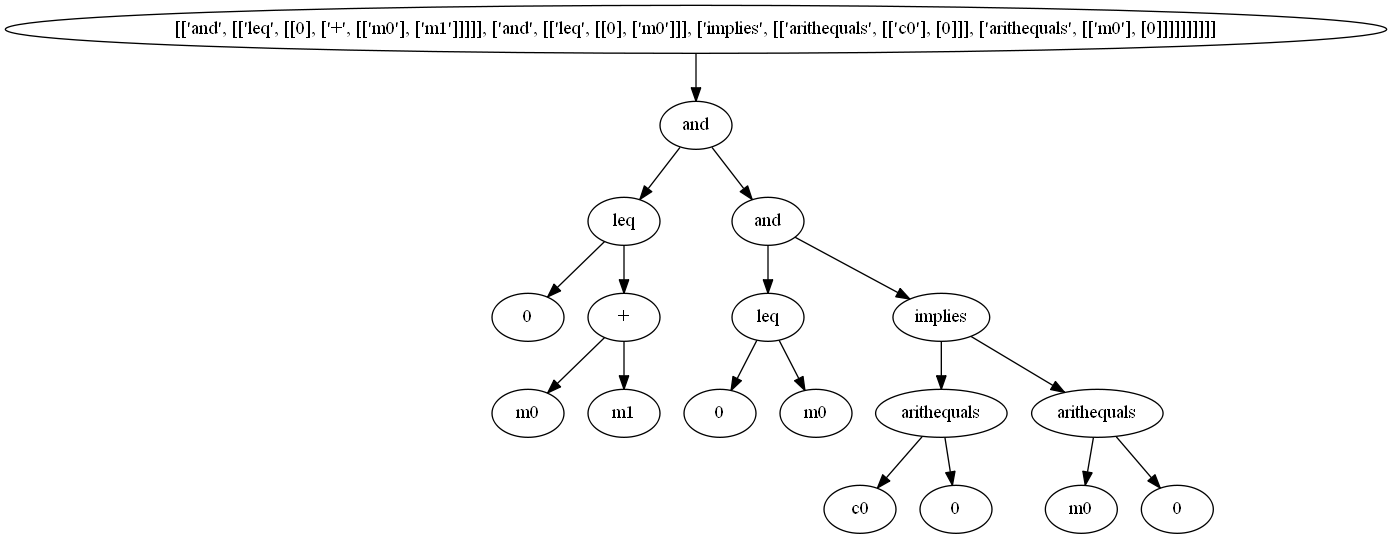 [['and', [['leq', [[0], ['+', [['m0'], ['m1']]]]], ['and', [['leq', [[0], ['m0']]], ['implies', [['arithequals', [['c0'], [0]]], ['arithequals', [['m0'], [0]]]]]]]]]]
and
leq
and
0
+
leq
implies
m0
m1
0
m0
arithequals
arithequals
c0
0
m0
0